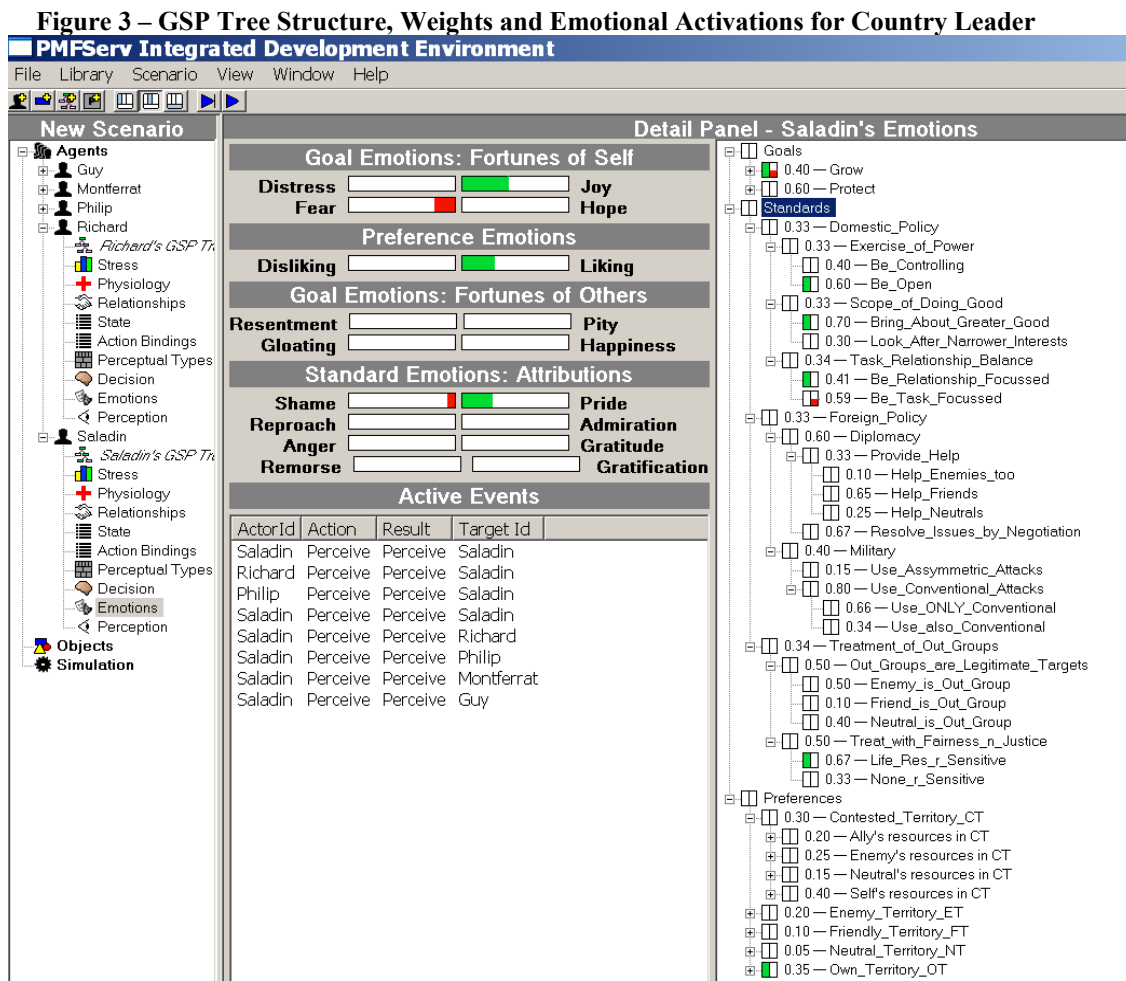 Figure 3 – GSP Tree Structure, Weights and Emotional Activations for Country Leader
PMFServ Integrated Development Environment
File Library Scenario View Window Help
New Scenario
Agents
Guy
Montferrat
Philip
Richard
Richard's GSP Tr
Stress
Physiology
Relationships
State
Action Bindings
Perceptual Types
Decision
Emotions
Perception
Saladin
Saladin's GSP Tr
Stress
Physiology
Relationships
State
Action Bindings
Perceptual Types
Decision
Emotions
Perception
Objects
Simulation
Detail Panel - Saladin's Emotions
Goal Emotions: Fortunes of Self
Distress Joy
Fear Hope
Preference Emotions
Disliking Liking
Goal Emotions: Fortunes of Others
Resentment Pity
Gloating Happiness
Standard Emotions: Attributions
Shame Pride
Reproach Admiration
Anger Gratitude
Remorse Gratification
Active Events
ActorId Action Result Target Id
Saladin Perceive Perceive Saladin
Richard Perceive Perceive Saladin
Philip Perceive Perceive Saladin
Saladin Perceive Perceive Saladin
Saladin Perceive Perceive Richard
Saladin Perceive Perceive Philip
Saladin Perceive Perceive Montferrat
Saladin Perceive Perceive Guy
Goals
0.40 — Grow
0.60 — Protect
Standards
0.33 — Domestic_Policy
0.33 — Exercise_of_Power
0.40 — Be_Controlling
0.60 — Be_Open
0.33 — Scope_of_Doing_Good
0.70 — Bring_About_Greater_Good
0.30 — Look_After_Narrower_Interests
0.34 — Task_Relationship_Balance
0.41 — Be_Relationship_Focussed
0.59 — Be_Task_Focussed
0.33 — Foreign_Policy
0.60 — Diplomacy
0.33 — Provide_Help
0.10 — Help_Enemies_too
0.65 — Help_Friends
0.25 — Help_Neutrals
0.67 — Resolve_Issues_by_Negotiation
0.40 — Military
0.15 — Use_Assymmetric_Attacks
0.80 — Use_Conventional_Attacks
0.66 — Use_ONLY_Conventional
0.34 — Use_also_Conventional
0.34 — Treatment_of_Out_Groups
0.50 — Out_Groups_are_Legitimate_Targets
0.50 — Enemy_is_Out_Group
0.10 — Friend_is_Out_Group
0.40 — Neutral_is_Out_Group
0.50 — Treat_with_Fairness_n_Justice
0.67 — Life_Res_r_Sensitive
0.33 — None_r_Sensitive
Preferences
0.30 — Contested_Territory_CT
0.20 — Ally's resources in CT
0.25 — Enemy's resources in CT
0.15 — Neutral's resources in CT
0.40 — Self's resources in CT
0.20 — Enemy_Territory_ET
0.10 — Friendly_Territory_FT
0.05 — Neutral_Territory_NT
0.35 — Own_Territory_OT